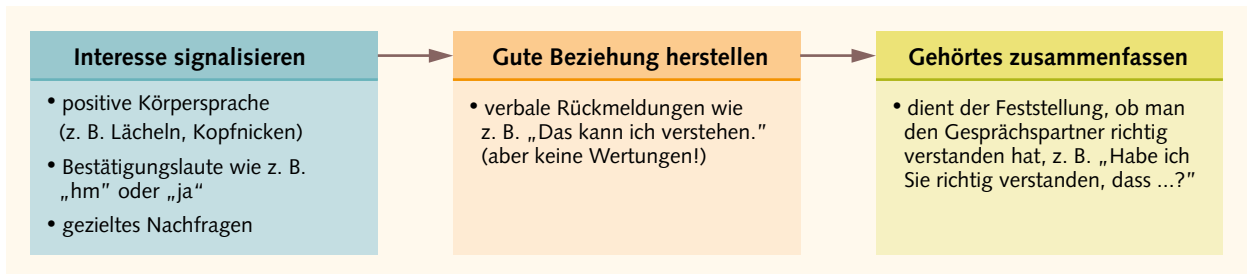 Interesse signalisieren
• positive Körpersprache
(z. B. Lächeln, Kopfnicken)
• Bestätigungslaute wie z. B.
„hm” oder „ja“
• gezieltes Nachfragen
Gute Beziehung herstellen
• verbale Rückmeldungen wie
z. B. „Das kann ich verstehen.”
(aber keine Wertungen!)
Gehörtes zusammenfassen
• dient der Feststellung, ob man
den Gesprächspartner richtig
verstanden hat, z. B. „Habe ich
Sie richtig verstanden, dass ...?”